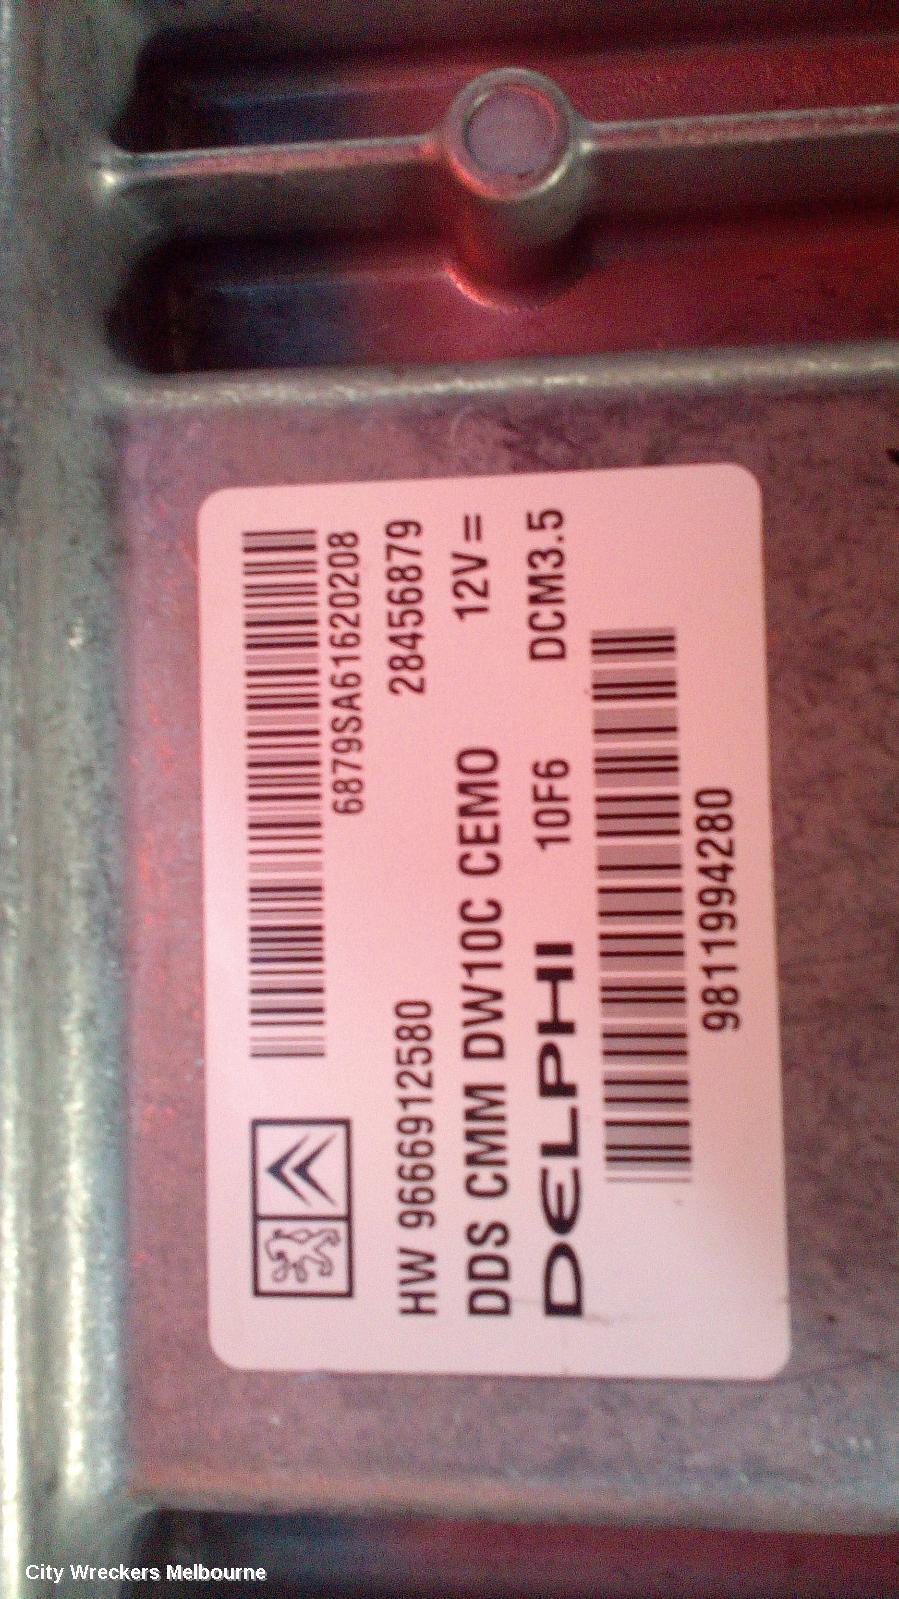 6879SA61620208
HW 9666912580 28456879
DDS CMM DW10C CEMO 12V=
DELPHI 10F6 DCM3.5
9811994280
City Wreckers Melbourne